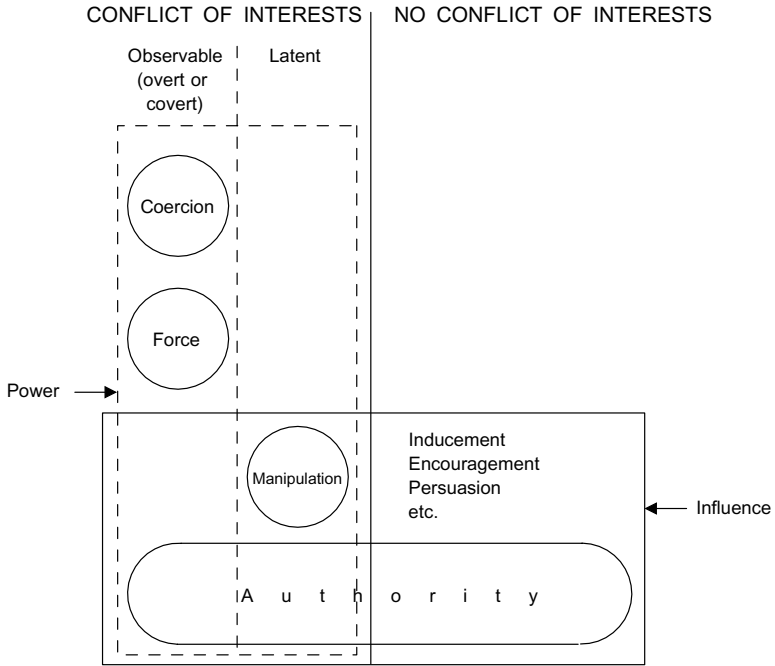 CONFLICT OF INTERESTS
NO CONFLICT OF INTERESTS
Observable
(overt or
covert)
Latent
Coercion
Force
Power
Manipulation
Inducement
Encouragement
Persuasion
etc.
Influence
Authority